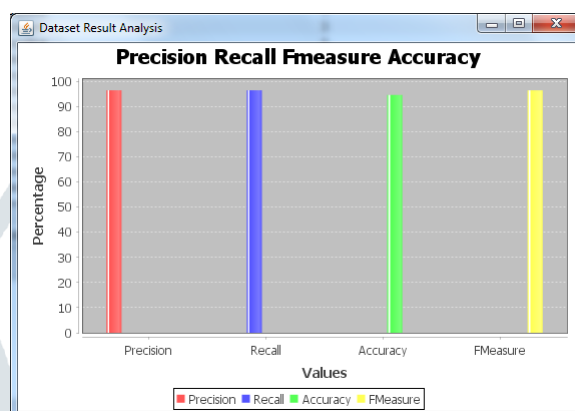 Dataset Result Analysis
Precision Recall Fmeasure Accuracy
100
90
80
70
60
50
40
30
20
10
0
Percentage
Precision Recall Accuracy FMeasure
Values
Precision Recall Accuracy FMeasure